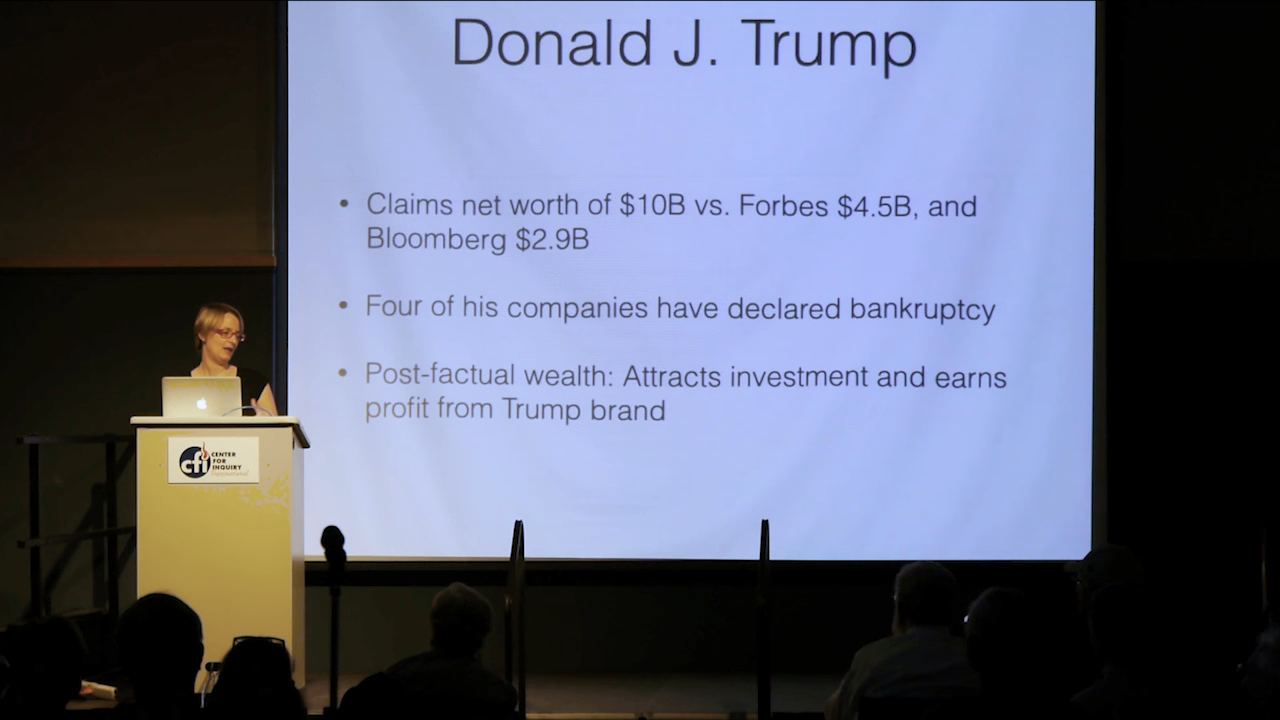 Donald J. Trump
• Claims net worth of $10B vs. Forbes $4.5B, and
Bloomberg $2.9B
• Four of his companies have declared bankruptcy
• Post-factual wealth: Attracts investment and earns
profit from Trump brand
cfi
CENTER
FOR
INQUIRY